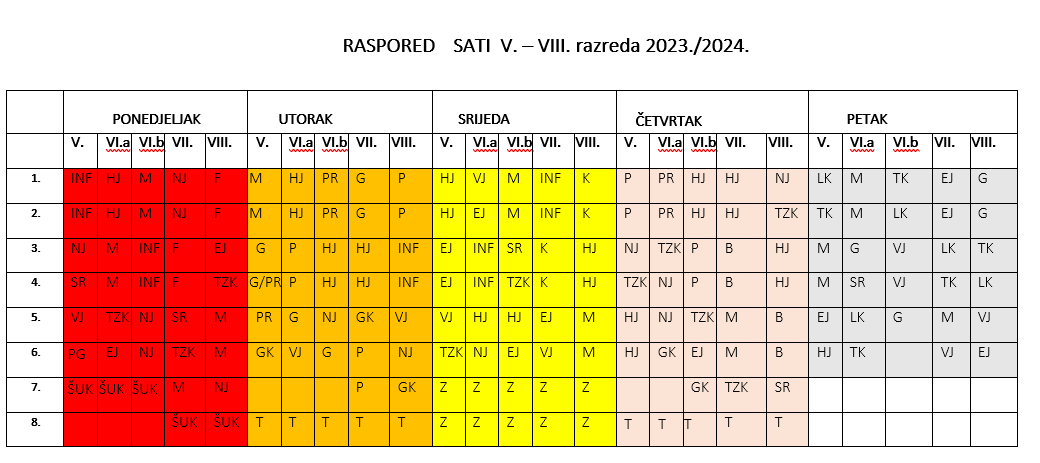 RASPORED SATI V. – VIII. razreda 2023./2024.
PONEDJELJAK UTORAK SRIJEDA ČETVRTAK PETAK
V. VI.a VI.b VII. VIII. V. VI.a VI.b VII. VIII. V. VI.a VI.b VII. VIII. V. VI.a VI.b VII. VIII. V. VI.a VI.b VII. VIII.
1. INF HJ M NJ F M HJ PR G P HJ VJ M INF K P PR HJ HJ NJ LK M TK EJ G
2. INF HJ M NJ F M HJ PR G P HJ EJ M INF K P PR HJ HJ TZK TK M LK EJ G
3. NJ M INF F EJ G P HJ HJ INF EJ INF SR K HJ NJ TZK P B HJ M G VJ LK TK
4. SR M INF F TZK G/PR P HJ HJ INF EJ INF TZK K HJ TZK NJ P B HJ M SR VJ TK LK
5. VJ TZK NJ SR M PR G NJ GK VJ VJ HJ HJ EJ M HJ NJ TZK M B EJ LK G M VJ
6. PG EJ NJ TZK M GK VJ G P NJ TZK NJ EJ VJ M HJ GK EJ M B HJ TK VJ EJ
7. ŠUK ŠUK ŠUK M NJ P GK Z Z Z Z Z GK TZK SR
8. ŠUK ŠUK T T T T T Z Z Z Z Z T T T T T